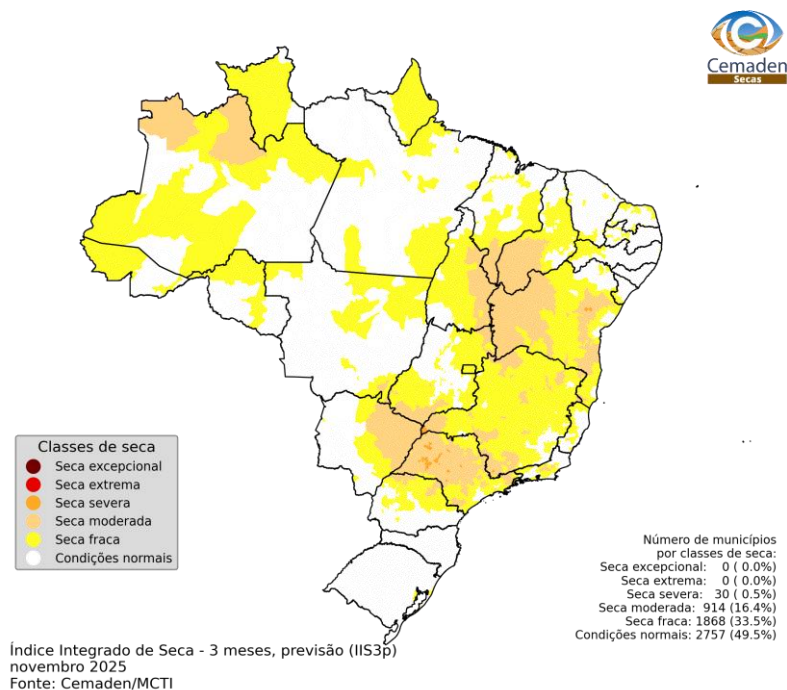 Cemaden
Secas
Classes de seca
Seca excepcional
Seca extrema
Seca severa
Seca moderada
Seca fraca
Condições normais
Número de municípios
por classes de seca:
Seca excepcional: 0 ( 0.0%)
Seca extrema: 0 ( 0.0%)
Seca severa: 30 ( 0.5%)
Seca moderada: 914 (16.4%)
Seca fraca: 1868 (33.5%)
Condições normais: 2757 (49.5%)
Índice Integrado de Seca - 3 meses, previsão (IIS3p)
novembro 2025
Fonte: Cemaden/MCTI